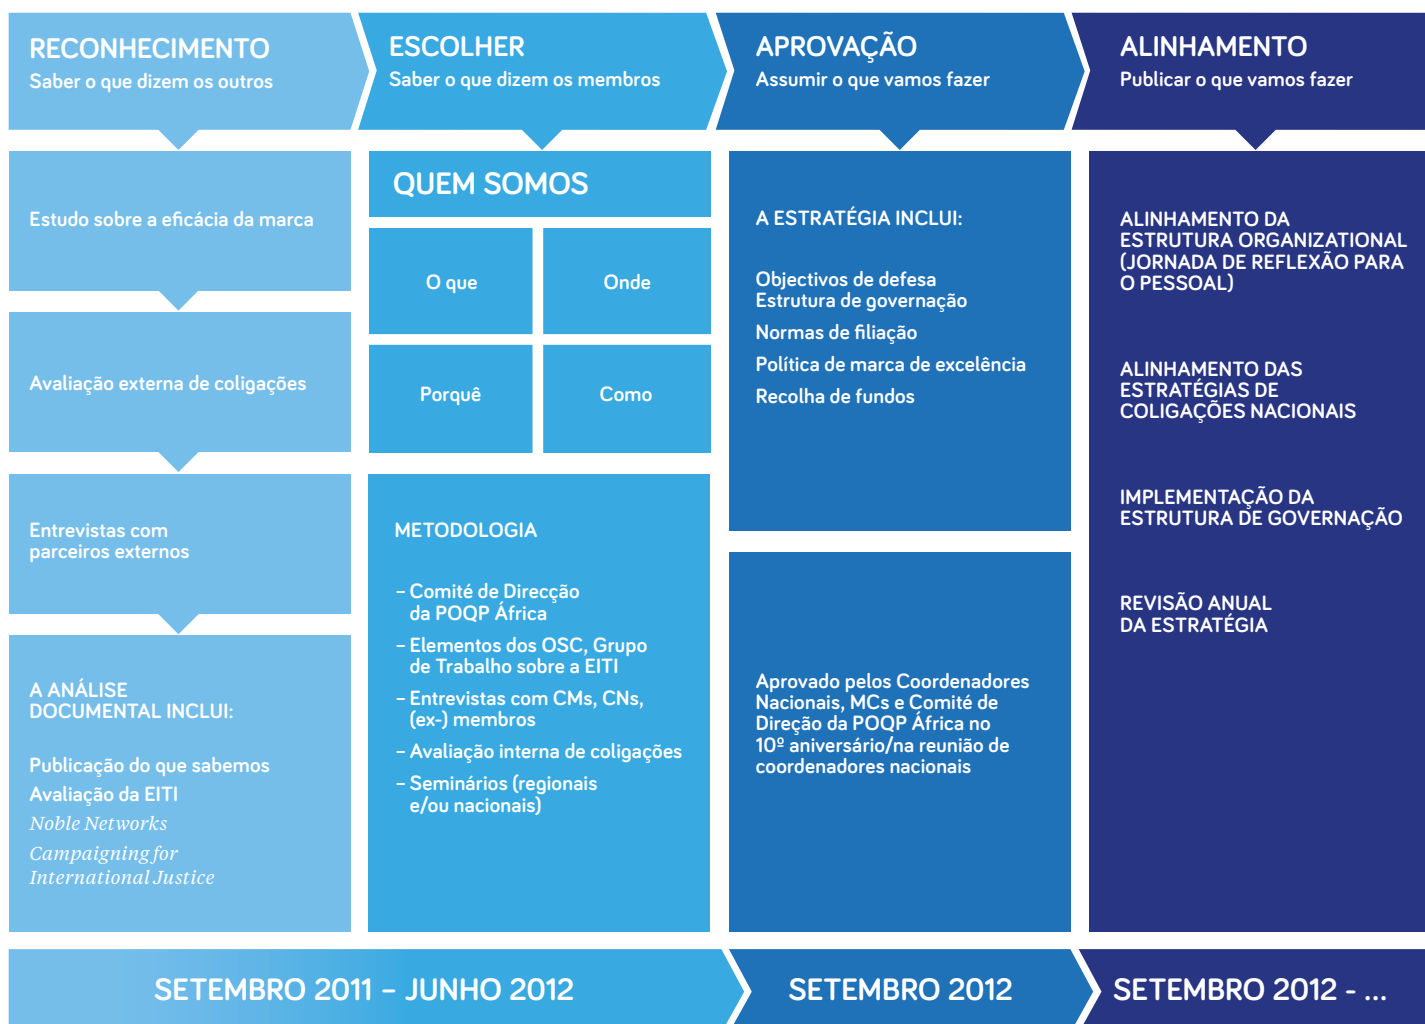 RECONHECIMENTO
Saber o que dizem os outros
Estudo sobre a eficácia da marca
Avaliação externa de coligações
Entrevistas com
parceiros externos
A ANÁLISE
DOCUMENTAL INCLUI:
Publicação do que sabemos
Avaliação da EITI
Noble Networks
Campaigning for
International Justice
ESCOLHER
Saber o que dizem os membros
QUEM SOMOS
O que
Onde
Porquê
Como
METODOLOGIA
– Comité de Direcção
da POQP África
– Elementos dos OSC, Grupo
de Trabalho sobre a EITI
– Entrevistas com CMs, CNs,
(ex-) membros
– Avaliação interna de coligações
– Seminários (regionais
e/ou nacionais)
APROVAÇÃO
Assumir o que vamos fazer
A ESTRATÉGIA INCLUI:
Objectivos de defesa
Estrutura de governação
Normas de filiação
Política de marca de excelência
Recolha de fundos
Aprovado pelos Coordenadores
Nacionais, MCs e Comité de
Direção da POQP África no
10º aniversário/na reunião de
coordenadores nacionais
ALINHAMENTO
Publicar o que vamos fazer
ALINHAMENTO DA
ESTRUTURA ORGANIZATIONAL
(JORNADA DE REFLEXÃO PARA
O PESSOAL)
ALINHAMENTO DAS
ESTRATÉGIAS DE
COLIGAÇÕES NACIONAIS
IMPLEMENTAÇÃO DA
ESTRUTURA DE GOVERNAÇÃO
REVISÃO ANUAL
DA ESTRATÉGIA
SETEMBRO 2011 – JUNHO 2012
SETEMBRO 2012
SETEMBRO 2012 - ...